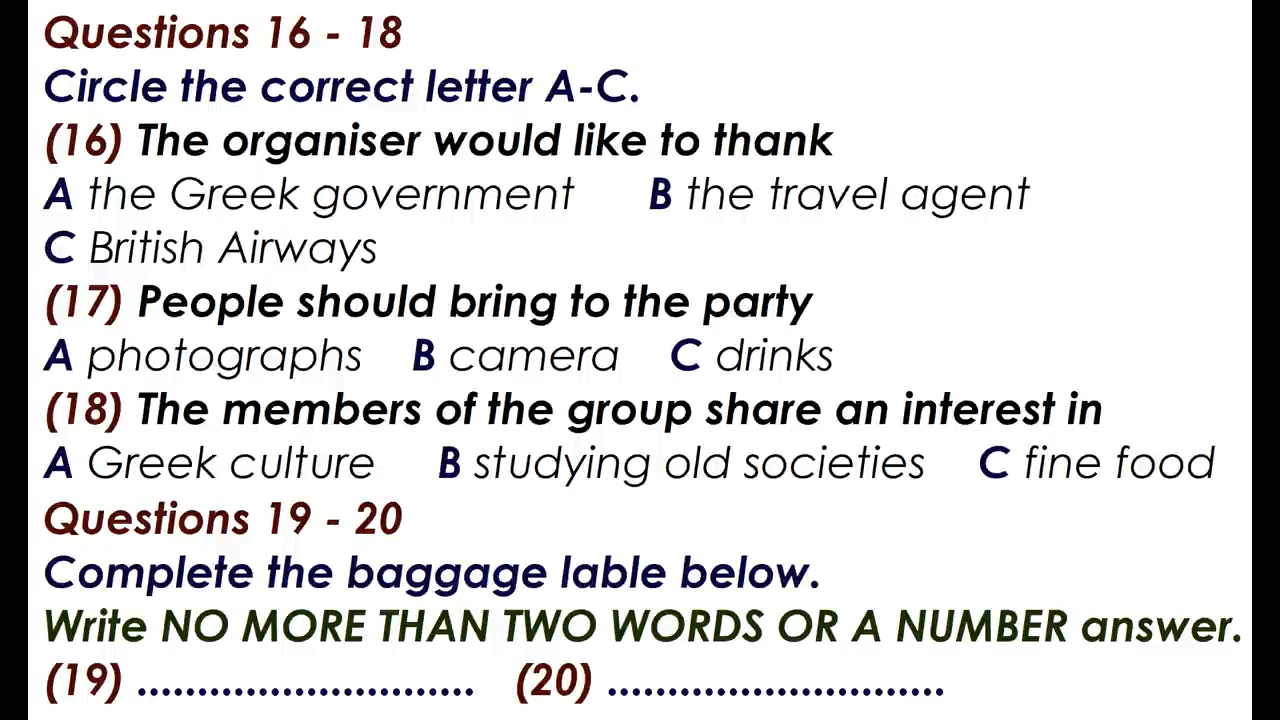 Questions 16 - 18
Circle the correct letter A-C.
(16) The organiser would like to thank
A the Greek government B the travel agent
C British Airways
(17) People should bring to the party
A photographs B camera C drinks
(18) The members of the group share an interest in
A Greek culture B studying old societies C fine food
Questions 19 - 20
Complete the baggage lable below.
Write NO MORE THAN TWO WORDS OR A NUMBER answer.
(19) ............................ (20) ............................